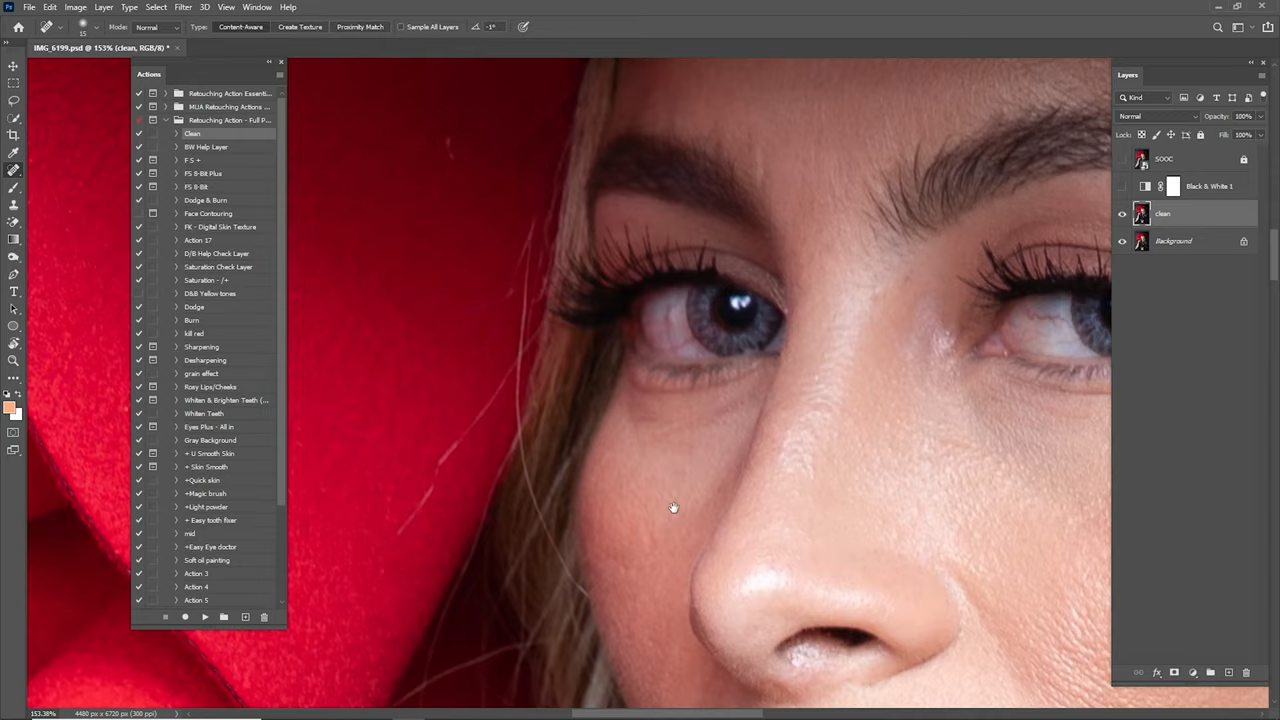 File Edit Image Layer Type Select Filter 3D View Window Help
15 Mode: Normal Type: Content-Aware Create Texture Proximity Match Sample All Layers -1°
IMG_6199.psd @ 153% (clean, RGB/8) *
Actions
Retouching Action Essenti...
MUA Retouching Actions ...
Retouching Action - Full P...
Clean
BW Help Layer
F S +
FS 8-Bit Plus
FS 8-Bit
Dodge & Burn
Face Contouring
FK - Digital Skin Texture
Action 17
D/B Help Check Layer
Saturation Check Layer
Saturation - /+
D&B Yellow tones
Dodge
Burn
kill red
Sharpening
Desharpening
grain effect
Rosy Lips/Cheeks
Whiten & Brighten Teeth (...
Whiten Teeth
Eyes Plus - All in
Gray Background
+ U Smooth Skin
+ Skin Smooth
+Quick skin
+Magic brush
+Light powder
+ Easy tooth fixer
mid
+Easy Eye doctor
Soft oil painting
Action 3
Action 4
Action 5
Layers
Kind
Normal Opacity: 100%
Lock: Fill: 100%
SOOC
Black & White 1
clean
Background
153.38% 4480 px x 6720 px (300 ppi)